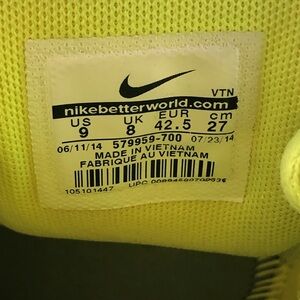 VTN
nikebetterworld.com
US UK EUR cm
9 8 42.5 27
06/11/14 579959-700 07/23/14
MADE IN VIETNAM
FABRIQUE AU VIETNAM
105101447 UPC